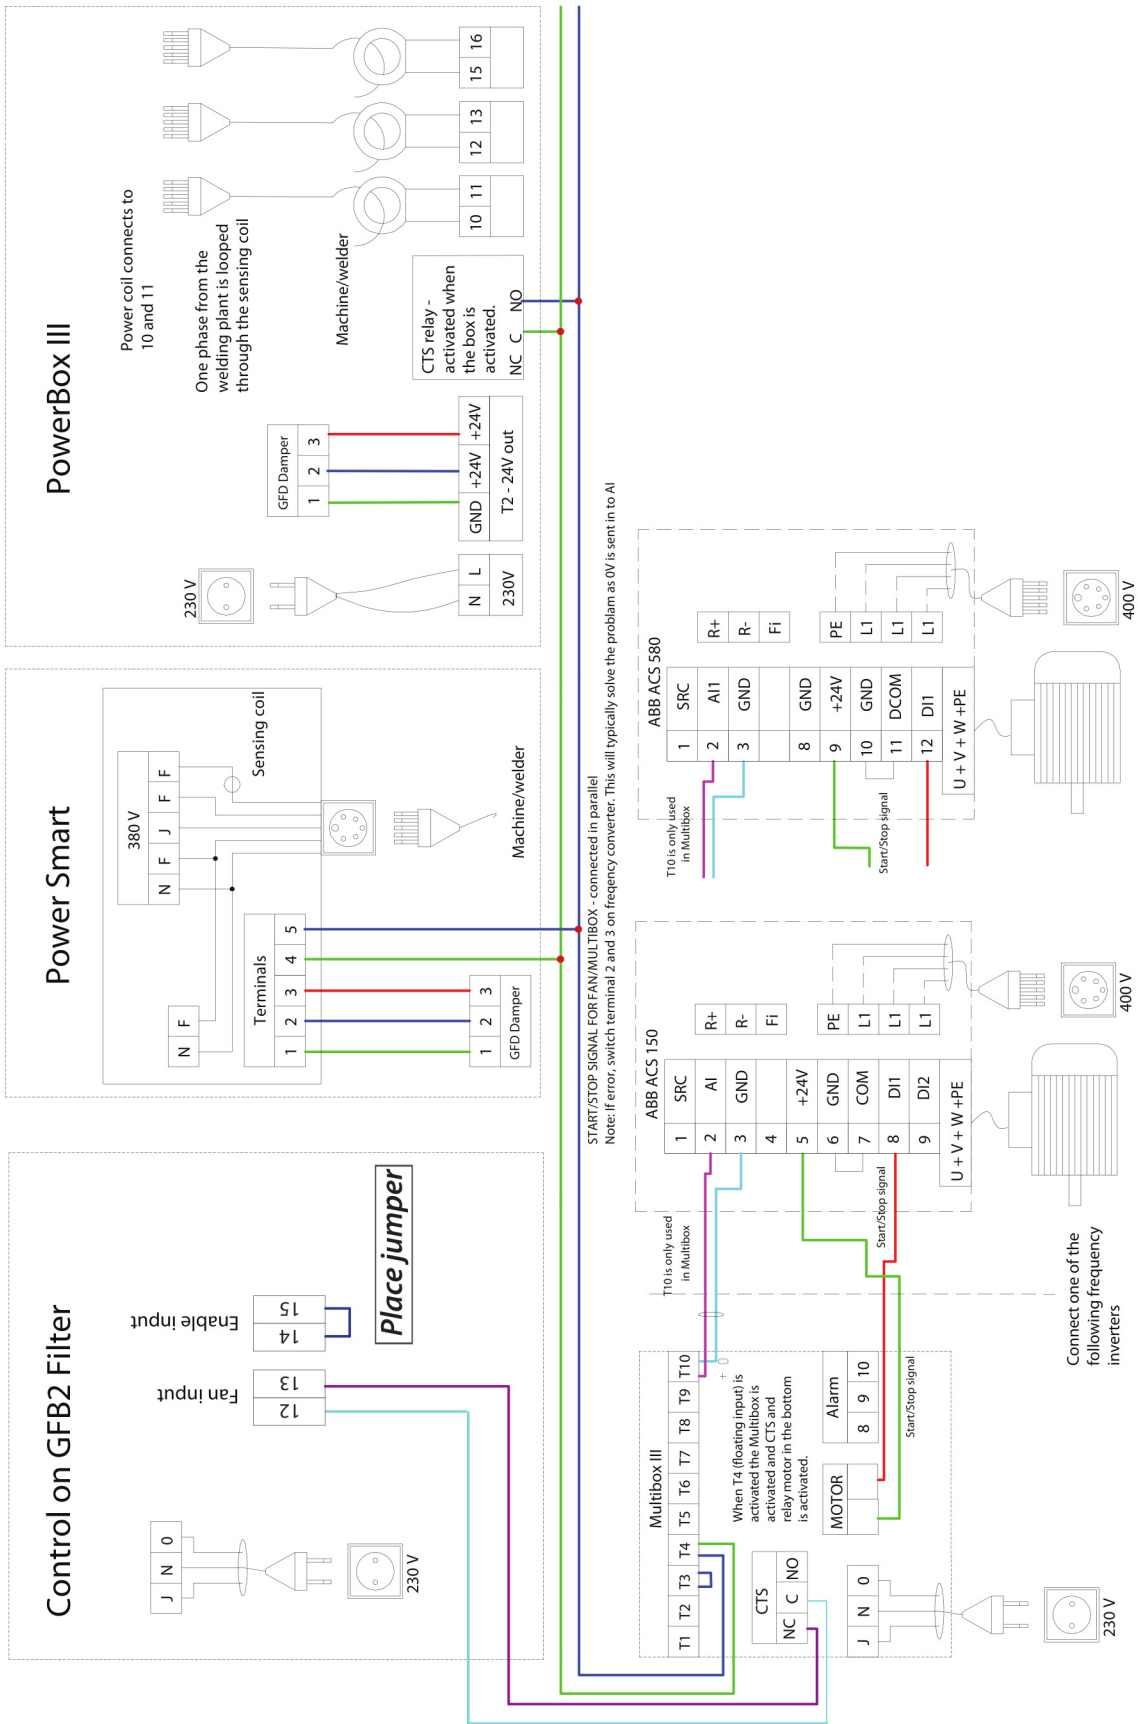 Control on GFB2 Filter
J N 0
230 V
Fan input
12 13
Enable input
14 15
Place jumper
Power Smart
N F
380 V
N F J F F
Sensing coil
Terminals
1 2 3 4 5
1 2 3
GFD Damper
Machine/welder
PowerBox III
230 V
N L
230V
GFD Damper
1 2 3
GND +24V +24V
T2 - 24V out
Power coil connects to
10 and 11
One phase from the
welding plant is looped
through the sensing coil
Machine/welder
CTS relay -
activated when
the box is
activated.
NC C NO
10 11
12 13
15 16
START/STOP SIGNAL FOR FAN/MULTIBOX - connected in parallel
Note: If error, switch terminal 2 and 3 on freqency converter. This will typically solve the problam as 0V is sent in to AI
Multibox III
T1 T2 T3 T4 T5 T6 T7 T8 T9 T10
+ 0
When T4 (floating input) is
activated the Multibox is
activated and CTS and
relay motor in the bottom
is activated.
CTS
NC C NO
MOTOR
Alarm
8 9 10
J N 0
230 V
Start/Stop signal
T10 is only used
in Multibox
Start/Stop signal
Connect one of the
following frequency
inverters
ABB ACS 150
1 SRC
2 AI
3 GND
4
5 +24V
6 GND
7 COM
8 DI1
9 DI2
U + V + W +PE
R+
R-
Fi
PE
L1
L1
L1
400 V
T10 is only used
in Multibox
Start/Stop signal
ABB ACS 580
1 SRC
2 AI1
3 GND
8 GND
9 +24V
10 GND
11 DCOM
12 DI1
U + V + W +PE
R+
R-
Fi
PE
L1
L1
L1
400 V